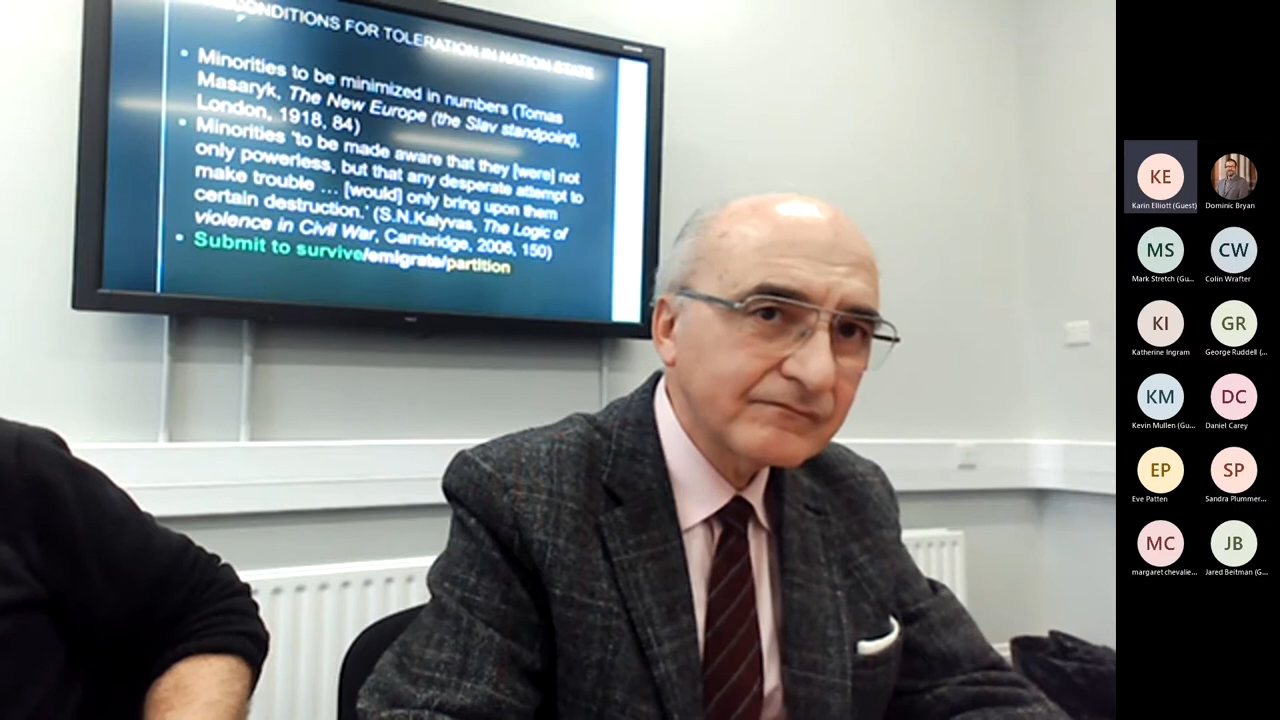 CONDITIONS FOR TOLERATION IN NATION STATE
• Minorities to be minimized in numbers (Tomas
Masaryk, The New Europe (the Slav standpoint),
London, 1918, 84)
• Minorities 'to be made aware that they [were] not
only powerless, but that any desperate attempt to
make trouble ... [would] only bring upon them
certain destruction.' (S.N.Kalyvas, The Logic of
violence in Civil War, Cambridge, 2006, 150)
• Submit to survive/emigrate/partition
KE
Karin Elliott (Guest)
Dominic Bryan
MS
Mark Stretch (Gu...
CW
Colin Wrafter
KI
Katherine Ingram
GR
George Ruddell (...
KM
Kevin Mullen (Gu...
DC
Daniel Carey
EP
Eve Patten
SP
Sandra Plummer...
MC
margaret chevalie...
JB
Jared Beitman (G...